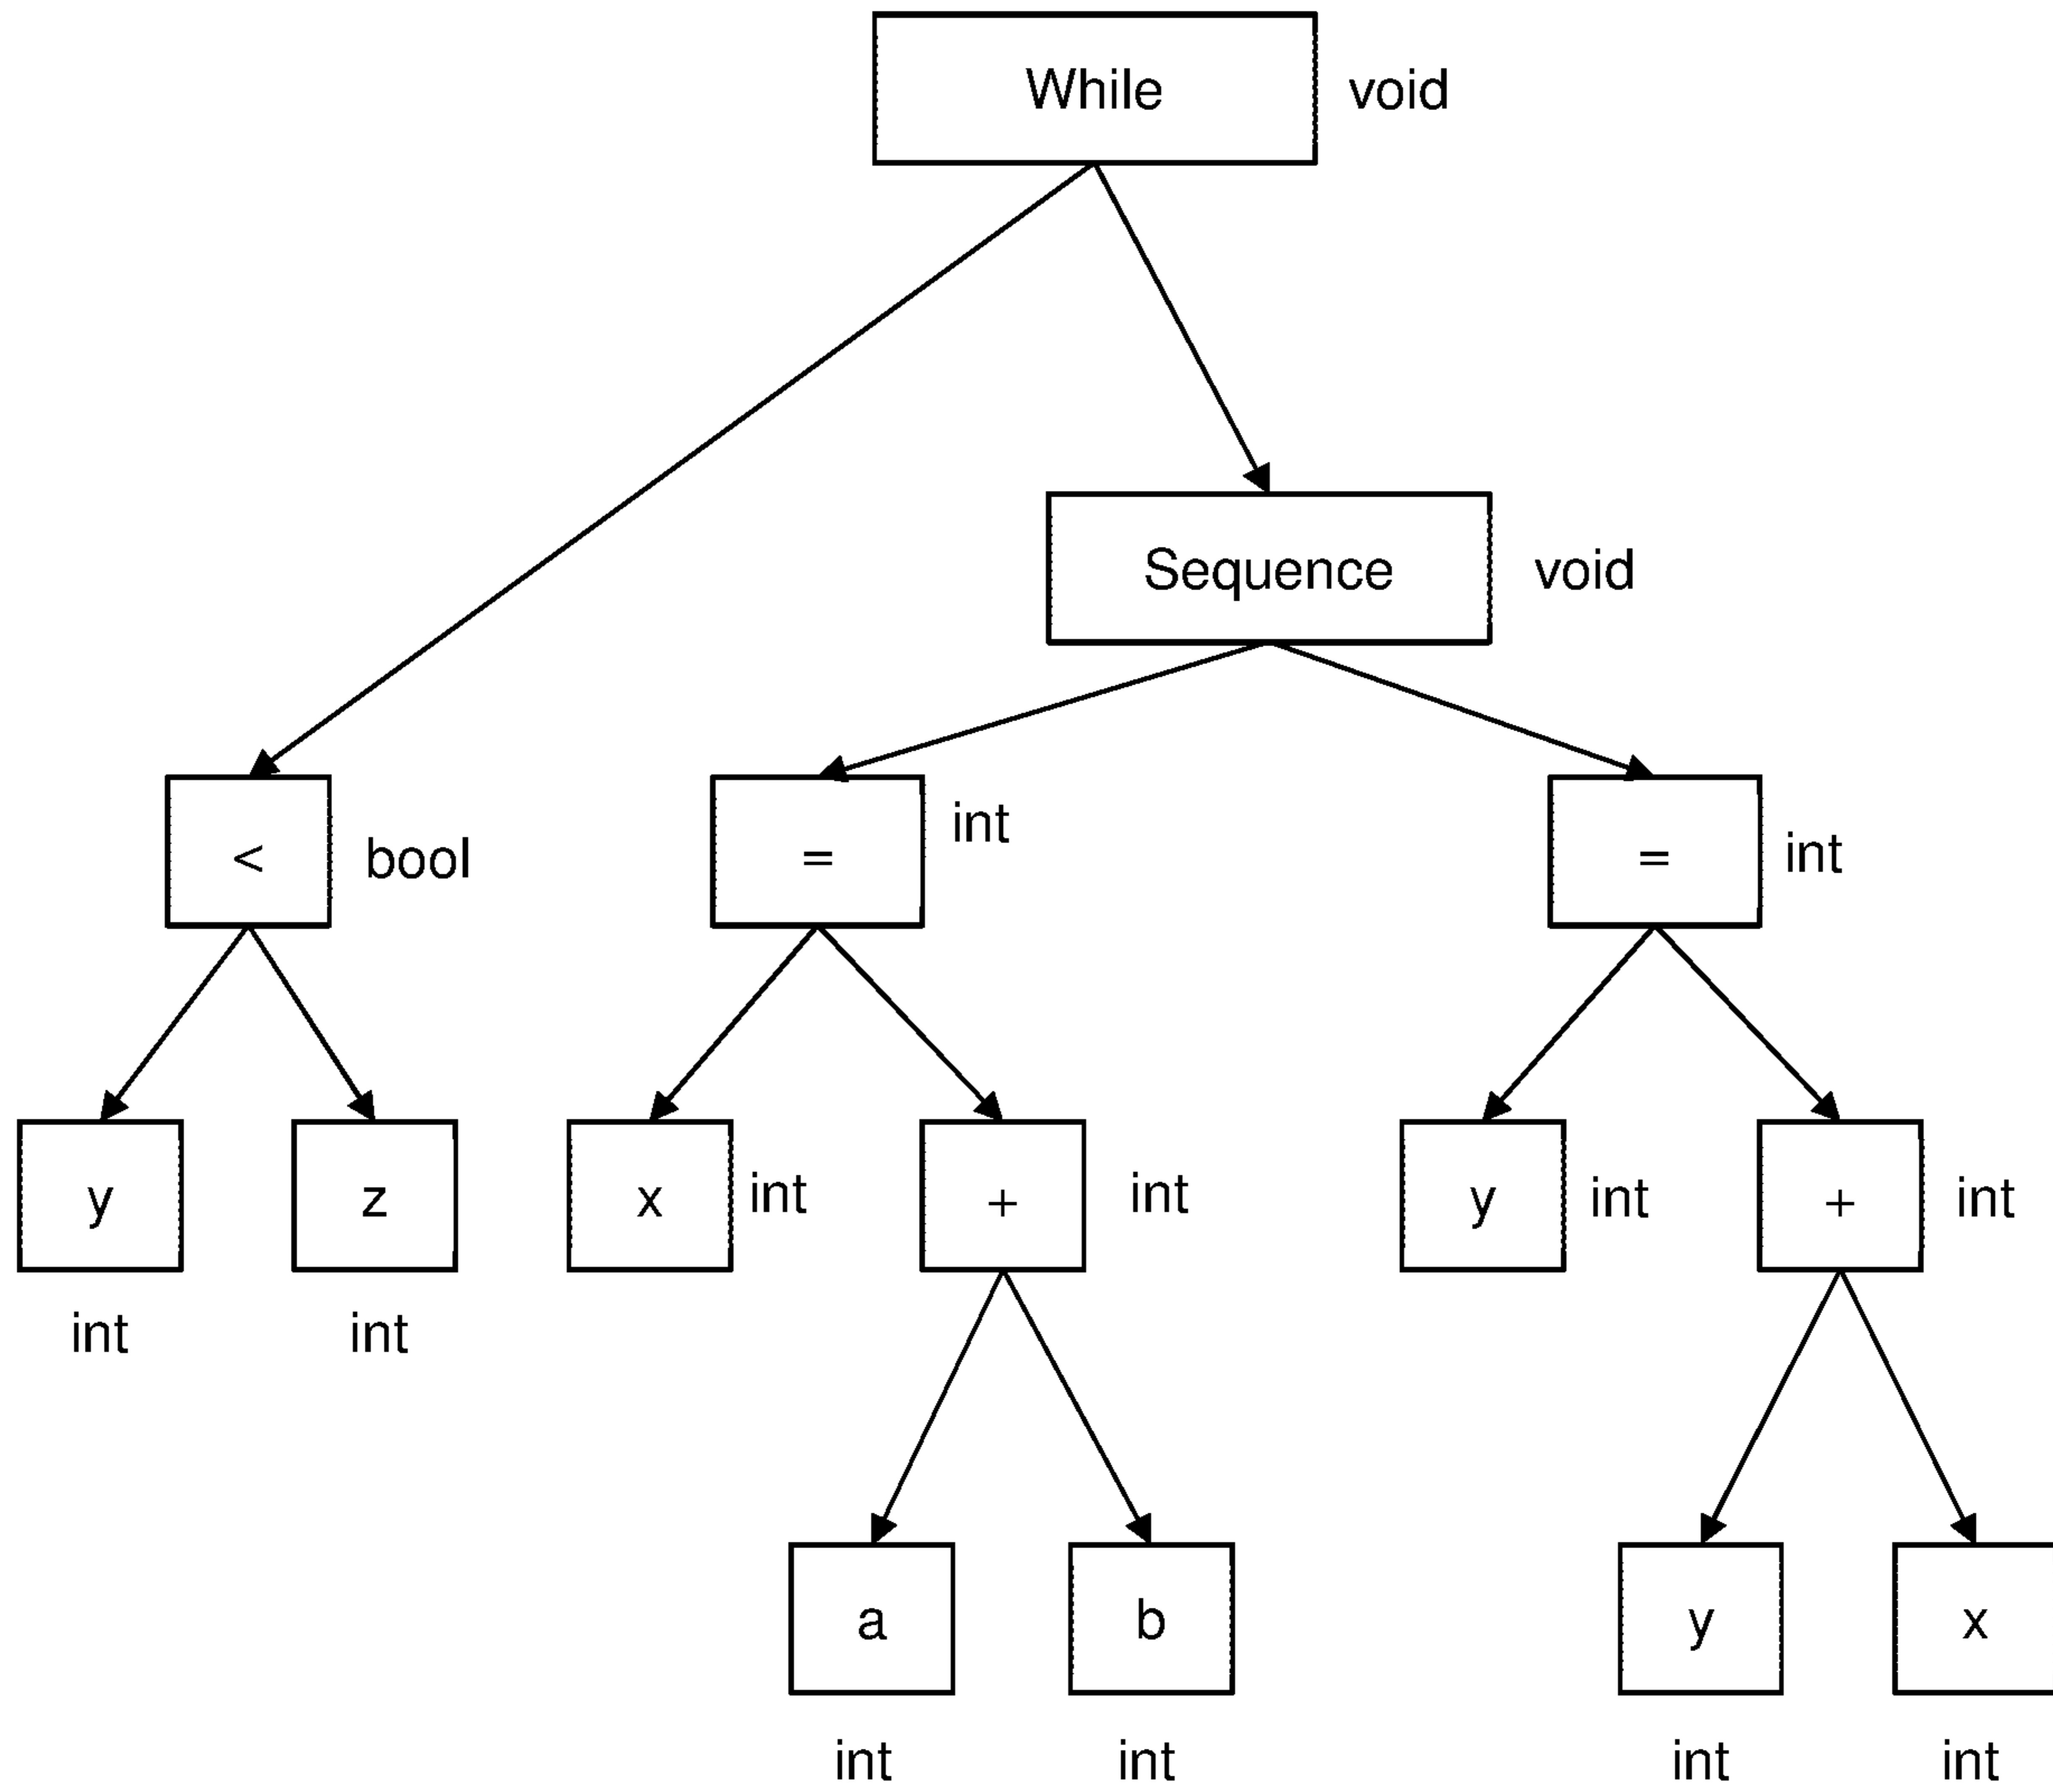 While void
Sequence void
< bool = int = int
y z x int + int y int + int
int int
a b y x
int int int int